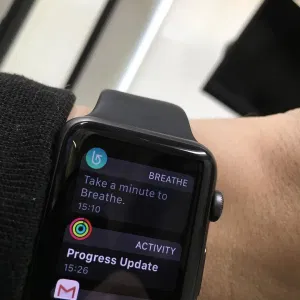 BREATHE
Take a minute to
Breathe.
15:10
ACTIVITY
Progress Update
15:26